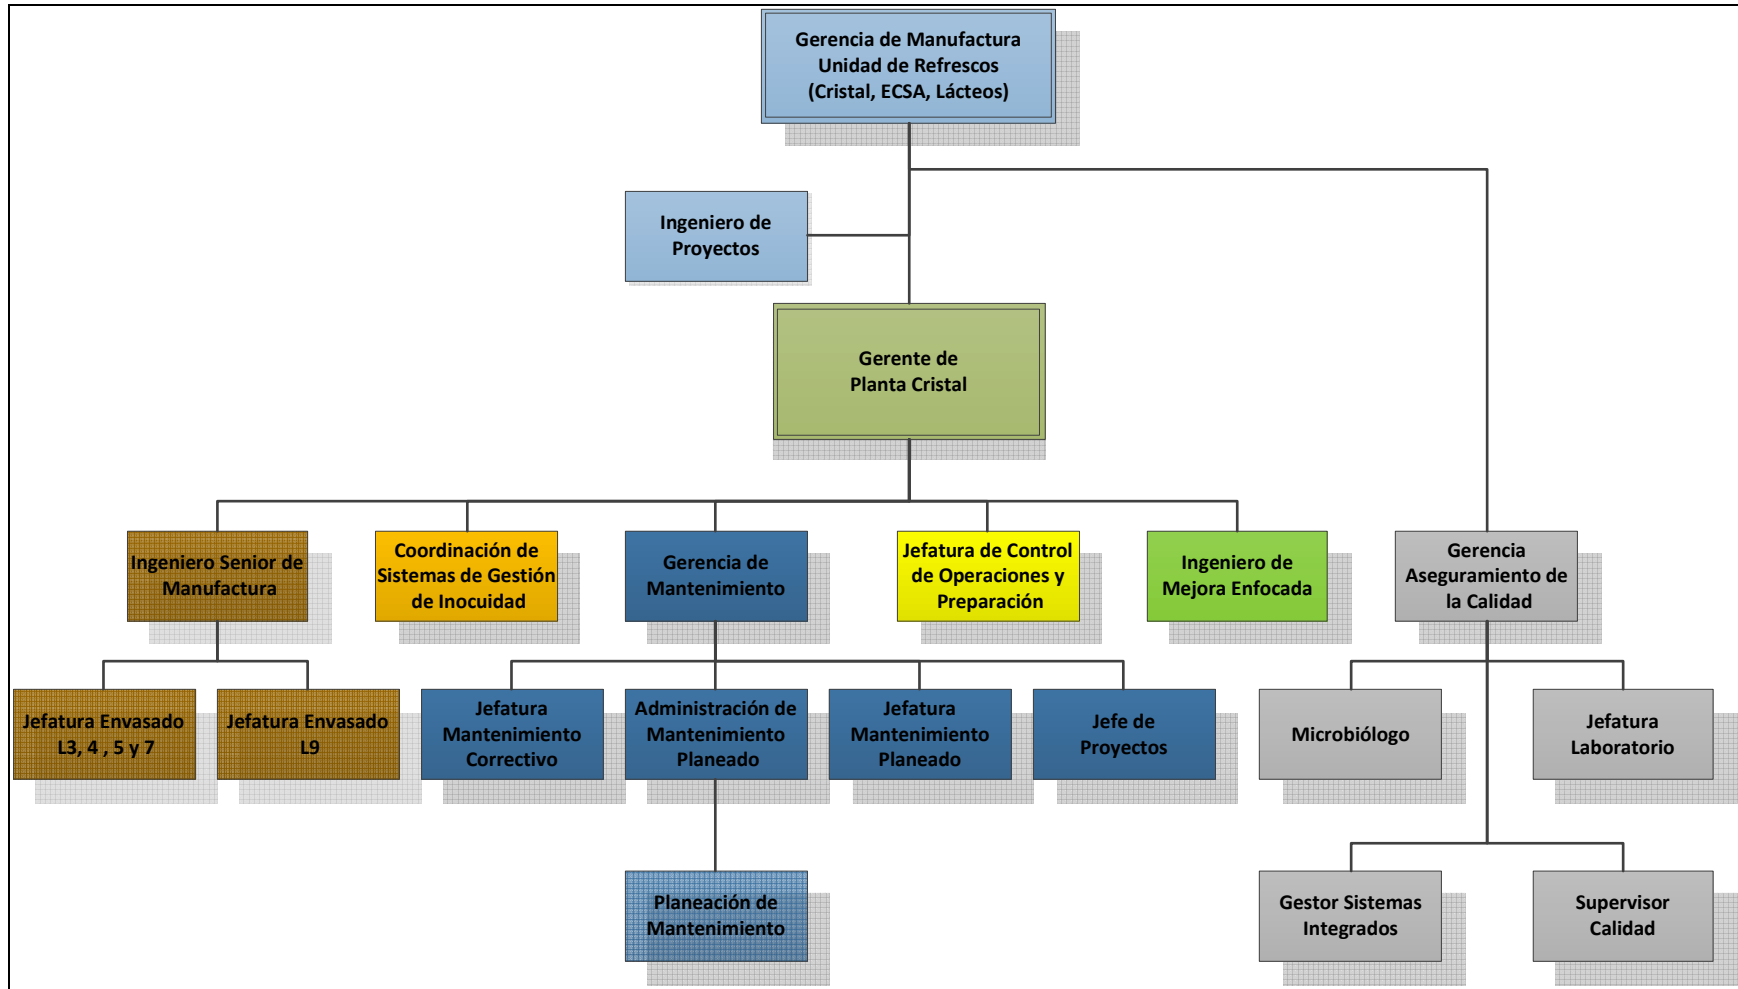 Gerencia de Manufactura
Unidad de Refrescos
(Cristal, ECSA, Lácteos)
Ingeniero de
Proyectos
Gerente de
Planta Cristal
Ingeniero Senior de
Manufactura
Coordinación de
Sistemas de Gestión
de Inocuidad
Gerencia de
Mantenimiento
Jefatura de Control
de Operaciones y
Preparación
Ingeniero de
Mejora Enfocada
Gerencia
Aseguramiento de
la Calidad
Jefatura Envasado
L3, 4 , 5 y 7
Jefatura Envasado
L9
Jefatura
Mantenimiento
Correctivo
Administración de
Mantenimiento
Planeado
Jefatura
Mantenimiento
Planeado
Jefe de
Proyectos
Microbiólogo
Jefatura
Laboratorio
Planeación de
Mantenimiento
Gestor Sistemas
Integrados
Supervisor
Calidad